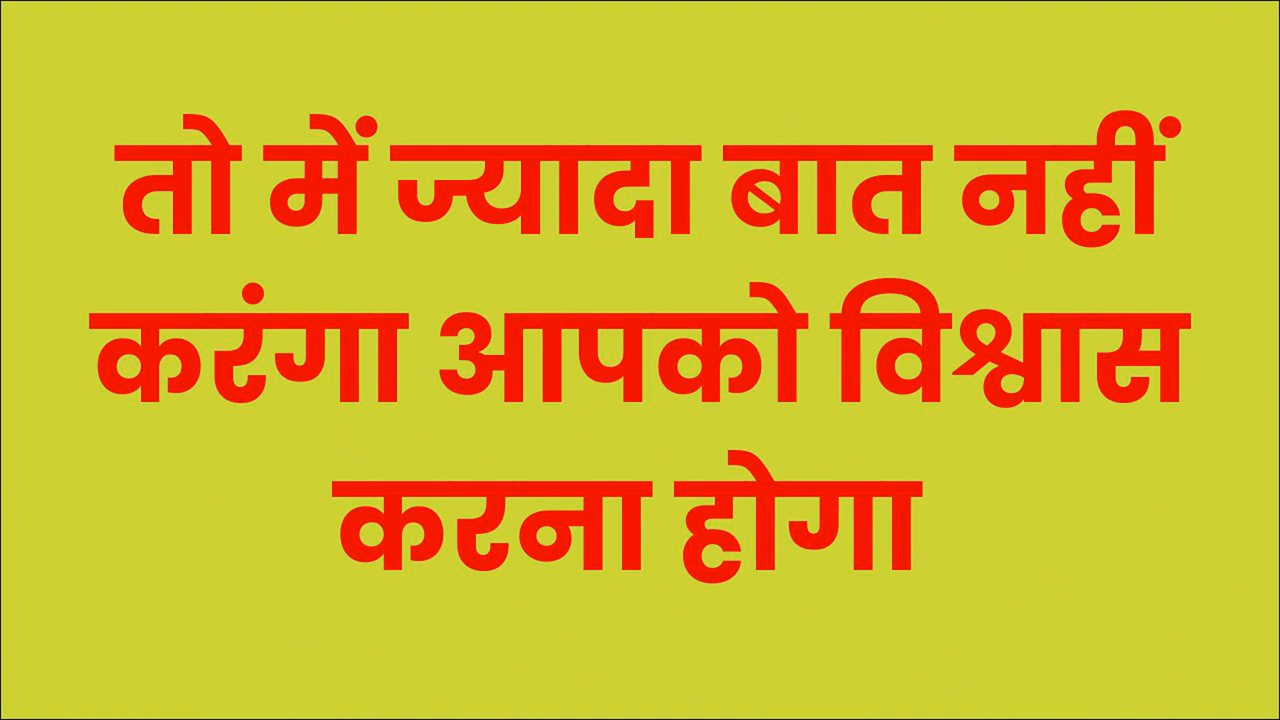 तो में ज्यादा बात नहीं
करंगा आपको विश्वास
करना होगा